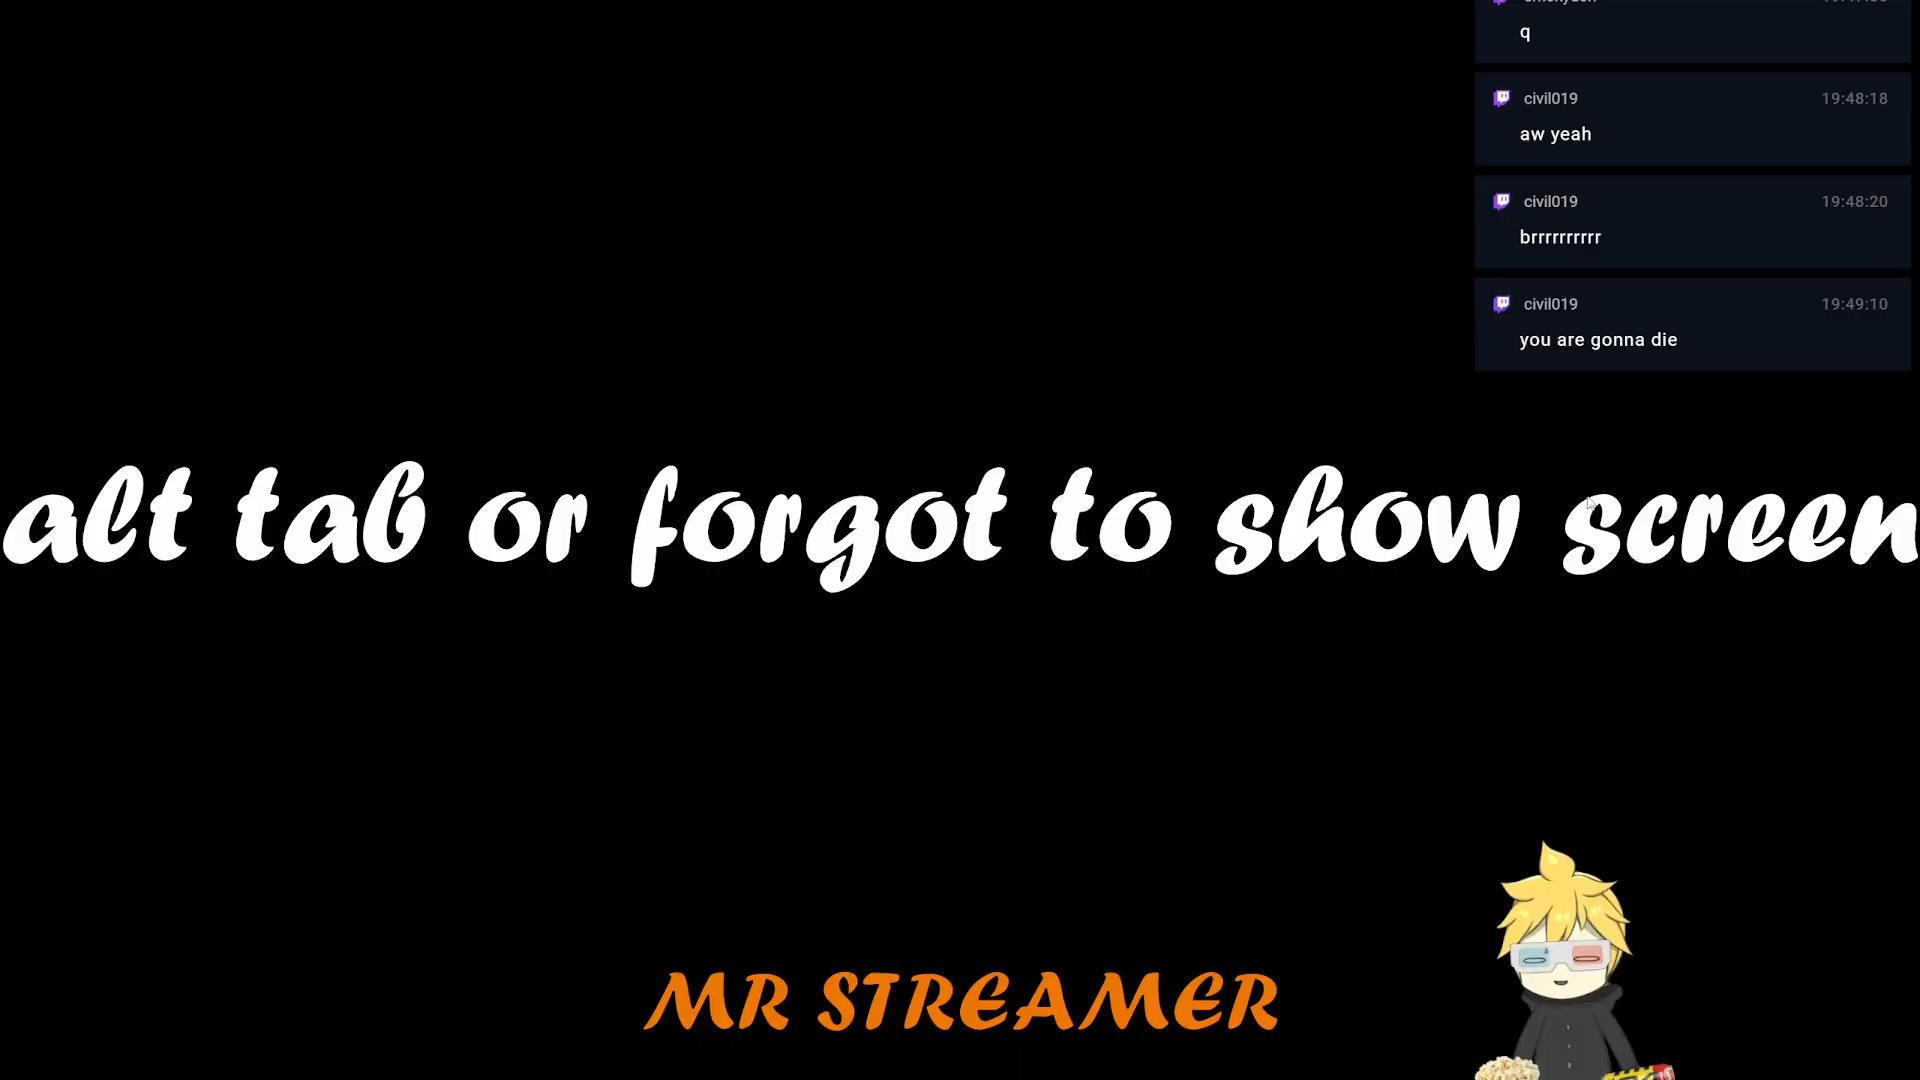 q
civil019 19:48:18
aw yeah
civil019 19:48:20
brrrrrrrrrr
civil019 19:49:10
you are gonna die
alt tab or forgot to show screen
MR STREAMER